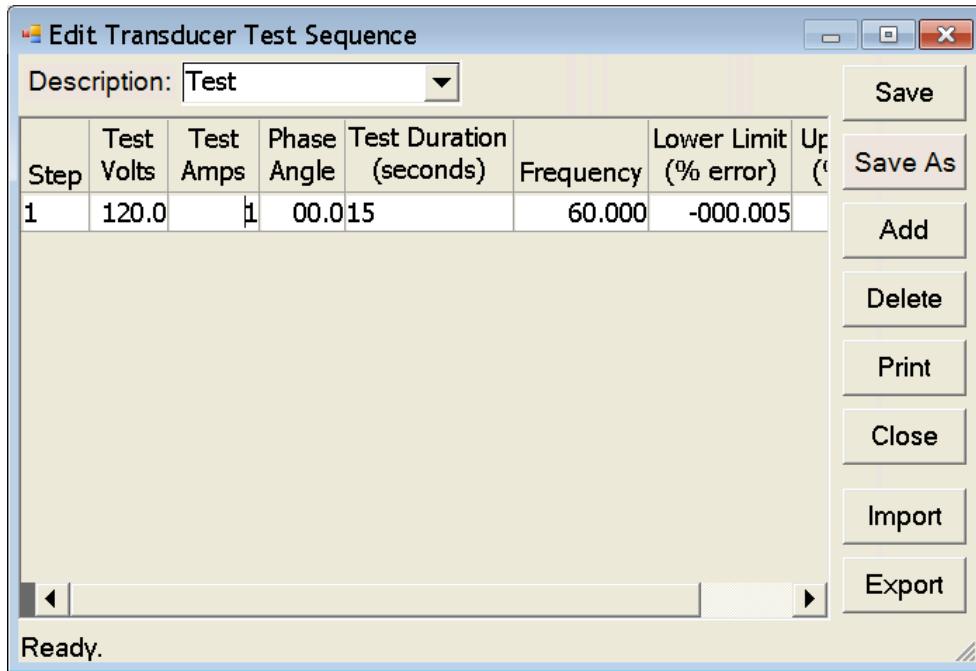 Edit Transducer Test Sequence
Description: Test
Save
Save As
Add
Delete
Print
Close
Import
Export
Step Test Volts Test Amps Phase Angle Test Duration (seconds) Frequency Lower Limit (% error)
1 120.0 1 00.0 15 60.000 -000.005
Ready.